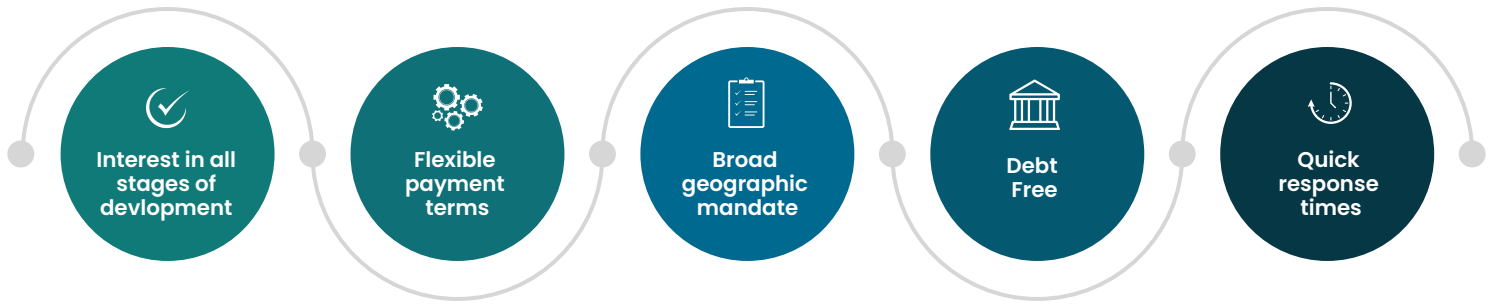 Interest in all
stages of
devlopment
Flexible
payment
terms
Broad
geographic
mandate
Debt
Free
Quick
response
times